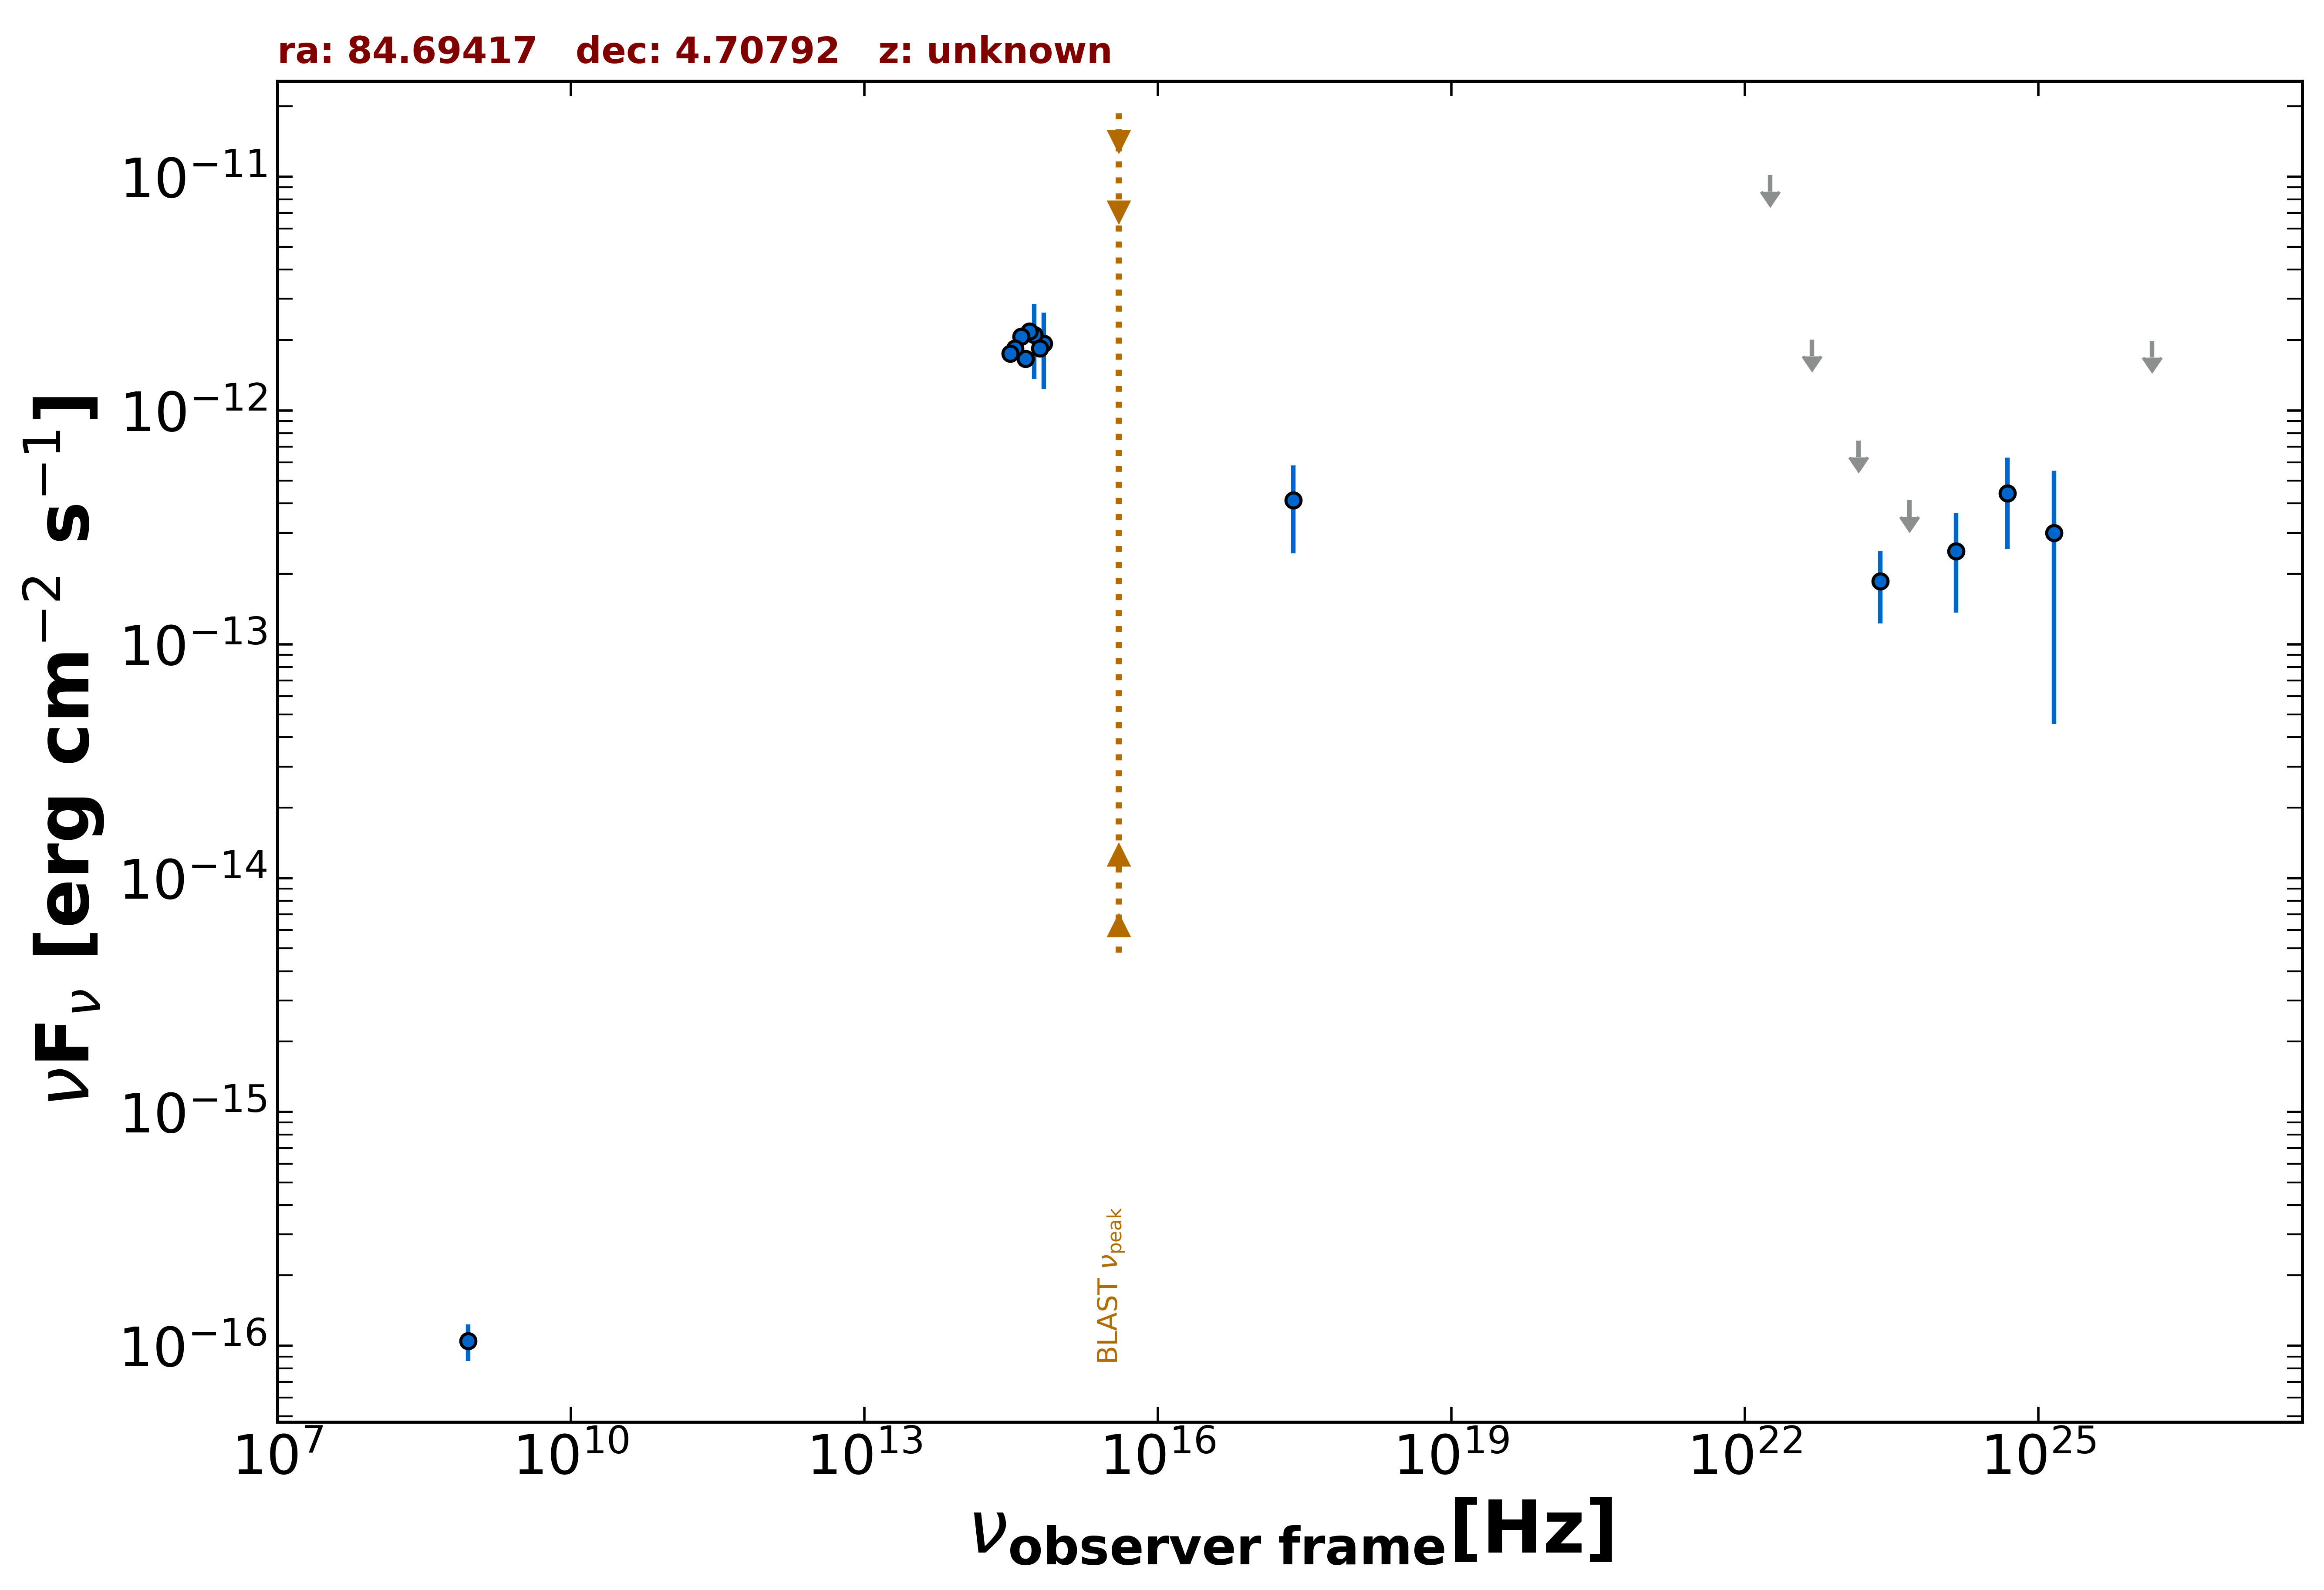 ra: 84.69417   dec: 4.70792   z: unknown
10⁻¹¹
10⁻¹²
10⁻¹³
10⁻¹⁴
10⁻¹⁵
10⁻¹⁶
νFν [erg cm⁻² s⁻¹]
BLAST νpeak
10⁷ 10¹⁰ 10¹³ 10¹⁶ 10¹⁹ 10²² 10²⁵
νobserver frame [Hz]